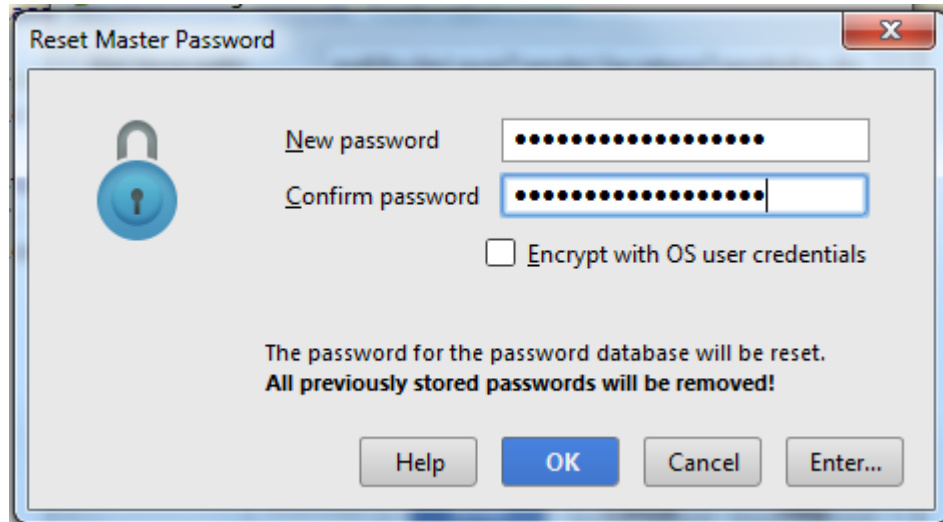 Reset Master Password
New password
●●●●●●●●●●●●●●●●●●
Confirm password
●●●●●●●●●●●●●●●●●●
Encrypt with OS user credentials
The password for the password database will be reset.
All previously stored passwords will be removed!
Help
OK
Cancel
Enter...